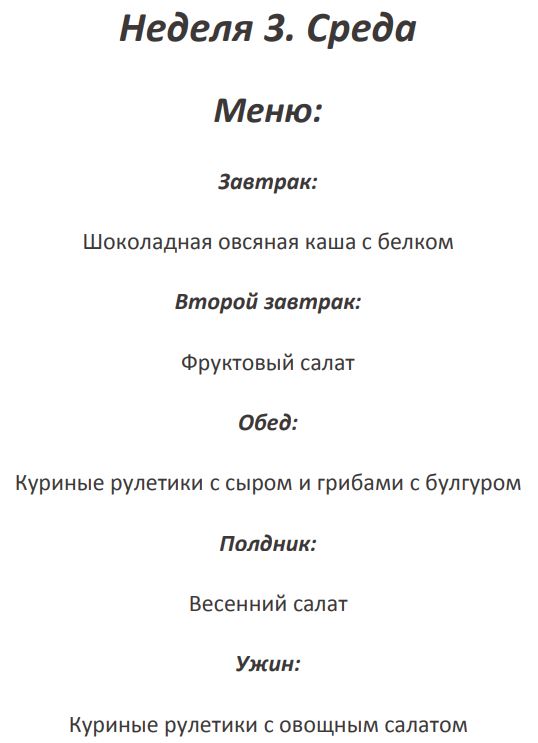 Неделя 3. Среда
Меню:
Завтрак:
Шоколадная овсяная каша с белком
Второй завтрак:
Фруктовый салат
Обед:
Куриные рулетики с сыром и грибами с булгуром
Полдник:
Весенний салат
Ужин:
Куриные рулетики с овощным салатом